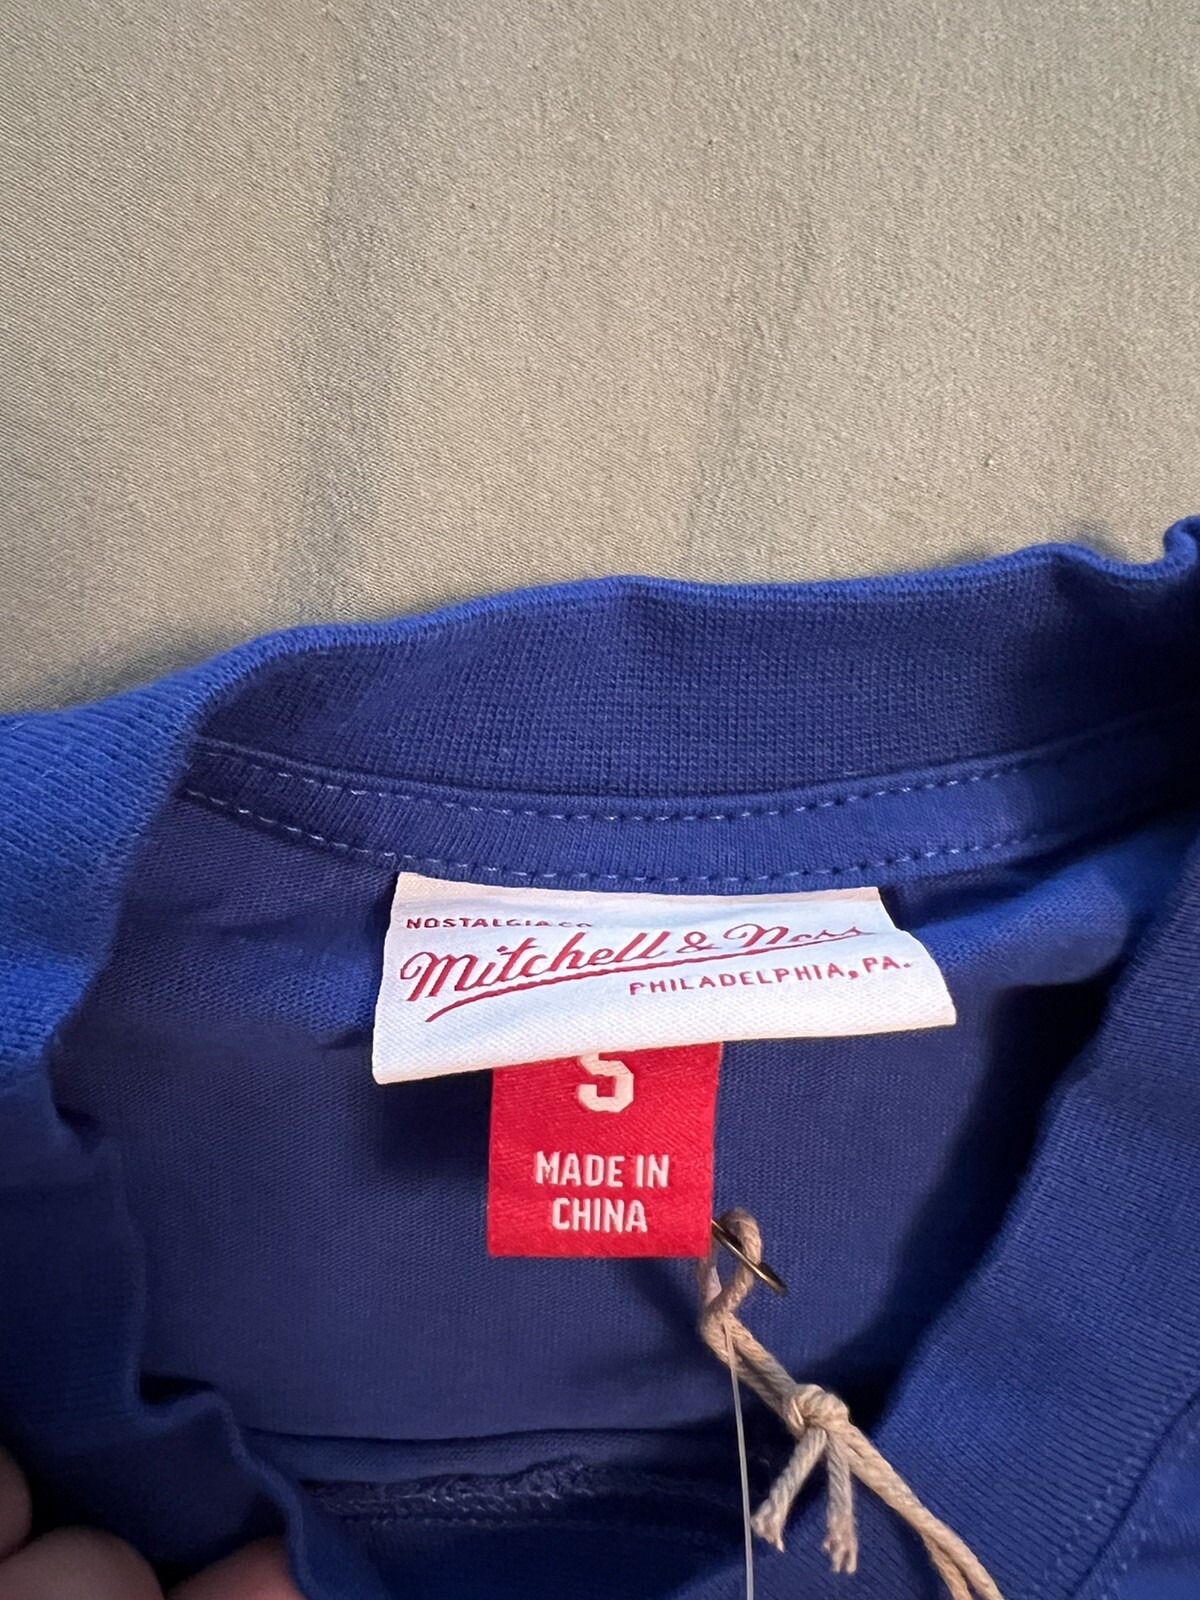 NOSTALGIA CO
Mitchell & Ness
PHILADELPHIA, PA.
S
MADE IN
CHINA